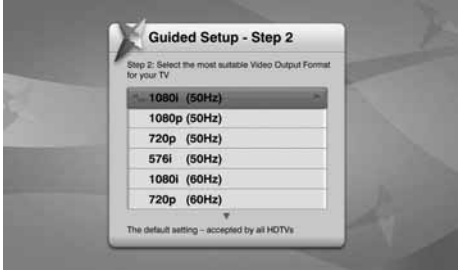 Guided Setup - Step 2
Step 2: Select the most suitable Video Output Format
for your TV
1080i (50Hz)
1080p (50Hz)
720p (50Hz)
576i (50Hz)
1080i (60Hz)
720p (60Hz)
The default setting – accepted by all HDTVs